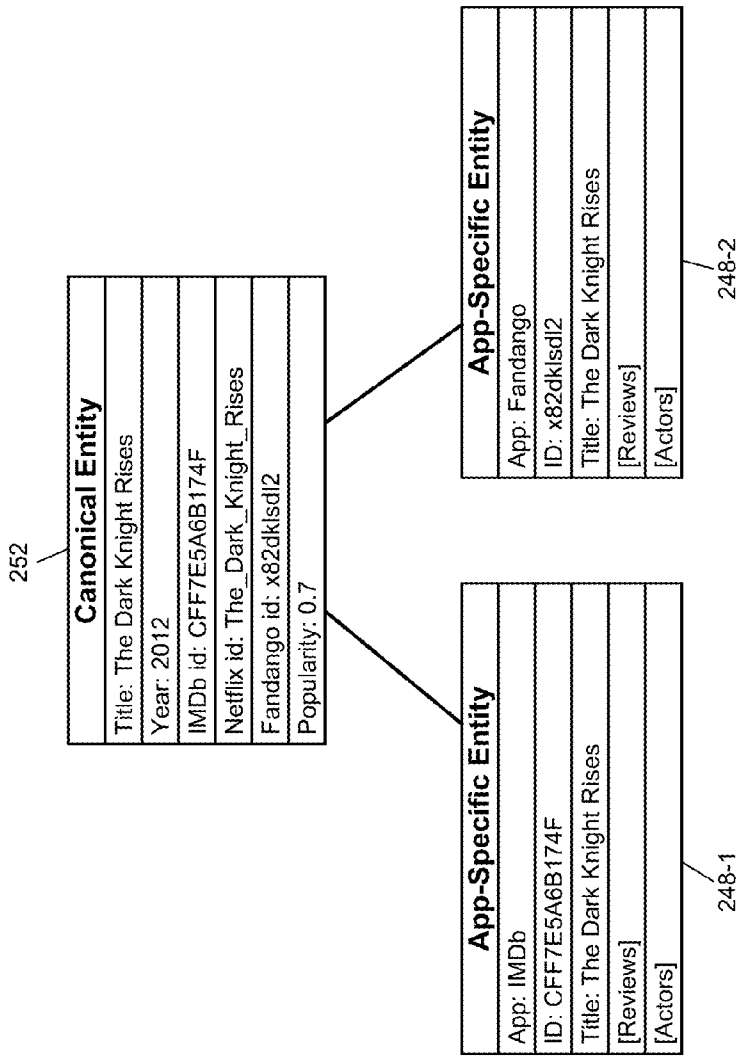 252
Canonical Entity
Title: The Dark Knight Rises
Year: 2012
IMDb id: CFF7E5A6B174F
Netflix id: The_Dark_Knight_Rises
Fandango id: x82dklsdl2
Popularity: 0.7
App-Specific Entity
App: IMDb
ID: CFF7E5A6B174F
Title: The Dark Knight Rises
[Reviews]
[Actors]
248-1
App-Specific Entity
App: Fandango
ID: x82dklsdl2
Title: The Dark Knight Rises
[Reviews]
[Actors]
248-2